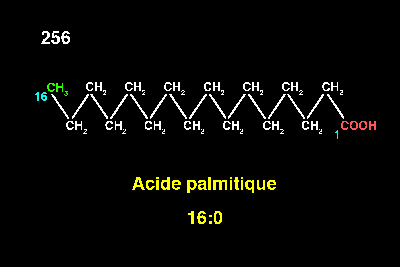 256
CH₃ CH₂ CH₂ CH₂ CH₂ CH₂ CH₂ CH₂
16
CH₂ CH₂ CH₂ CH₂ CH₂ CH₂ CH₂ COOH
1
Acide palmitique
16:0